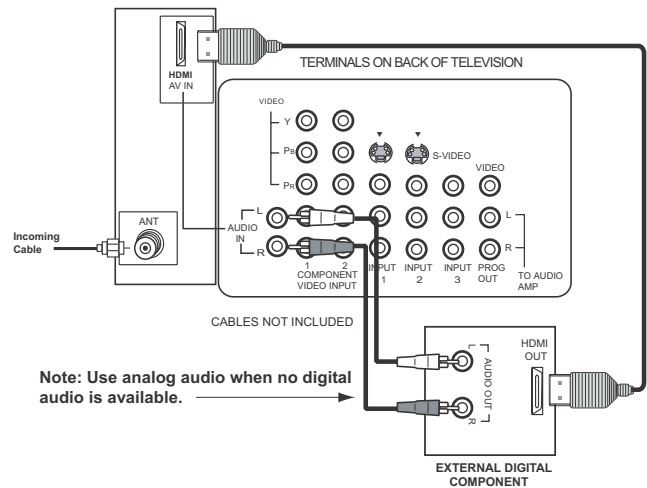 HDMI
AV IN
TERMINALS ON BACK OF TELEVISION
VIDEO
Y
PB
PR
S-VIDEO
VIDEO
ANT
Incoming
Cable
AUDIO
IN
L
R
L
R
1
2
COMPONENT
VIDEO INPUT
INPUT
1
INPUT
2
INPUT
3
PROG
OUT
TO AUDIO
AMP
CABLES NOT INCLUDED
Note: Use analog audio when no digital
audio is available.
L
AUDIO OUT
R
HDMI
OUT
EXTERNAL DIGITAL
COMPONENT